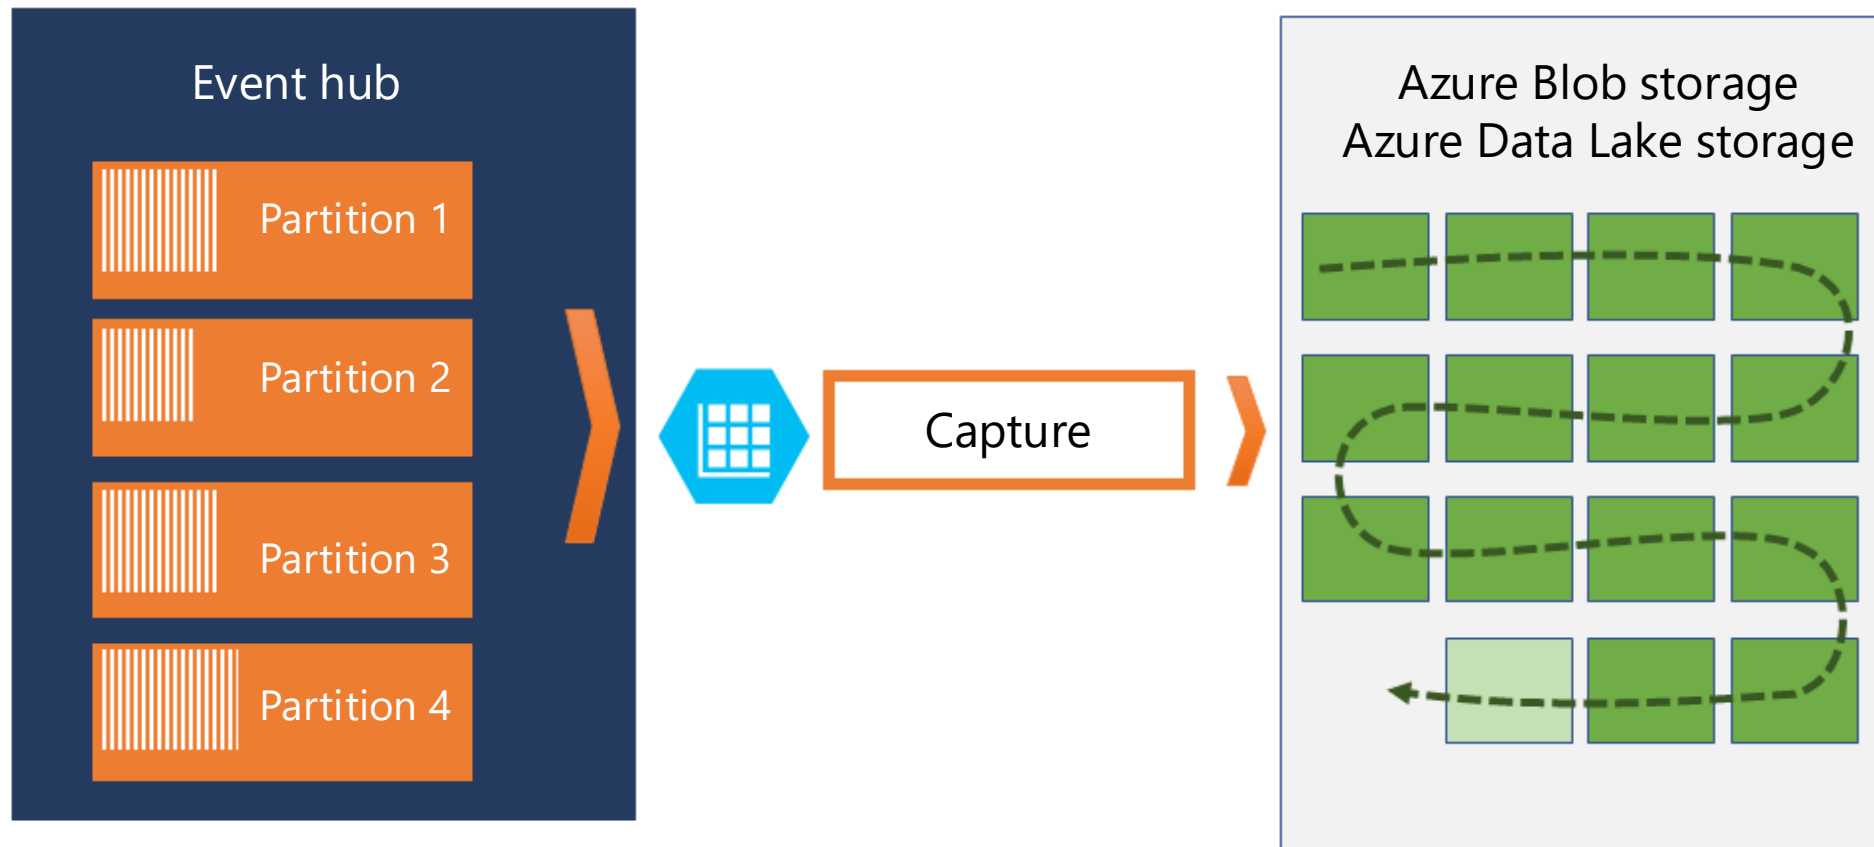 Event hub
Partition 1
Partition 2
Partition 3
Partition 4
Capture
Azure Blob storage
Azure Data Lake storage